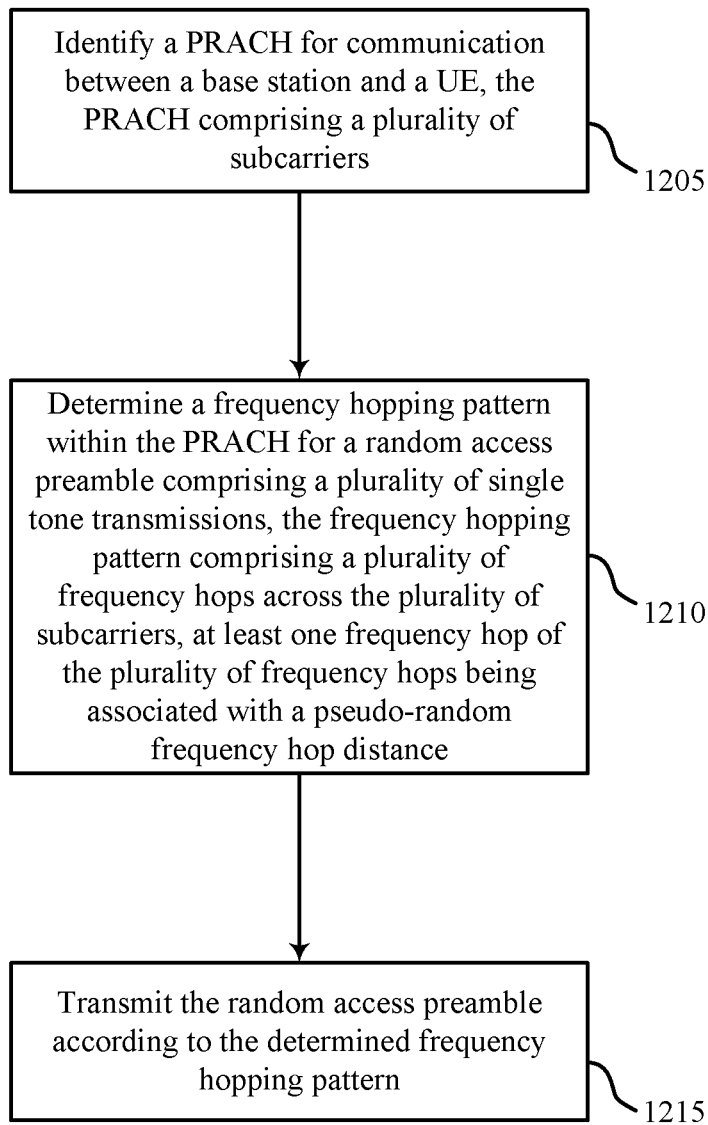 Identify a PRACH for communication
between a base station and a UE, the
PRACH comprising a plurality of
subcarriers
1205
Determine a frequency hopping pattern
within the PRACH for a random access
preamble comprising a plurality of single
tone transmissions, the frequency hopping
pattern comprising a plurality of
frequency hops across the plurality of
subcarriers, at least one frequency hop of
the plurality of frequency hops being
associated with a pseudo-random
frequency hop distance
1210
Transmit the random access preamble
according to the determined frequency
hopping pattern
1215